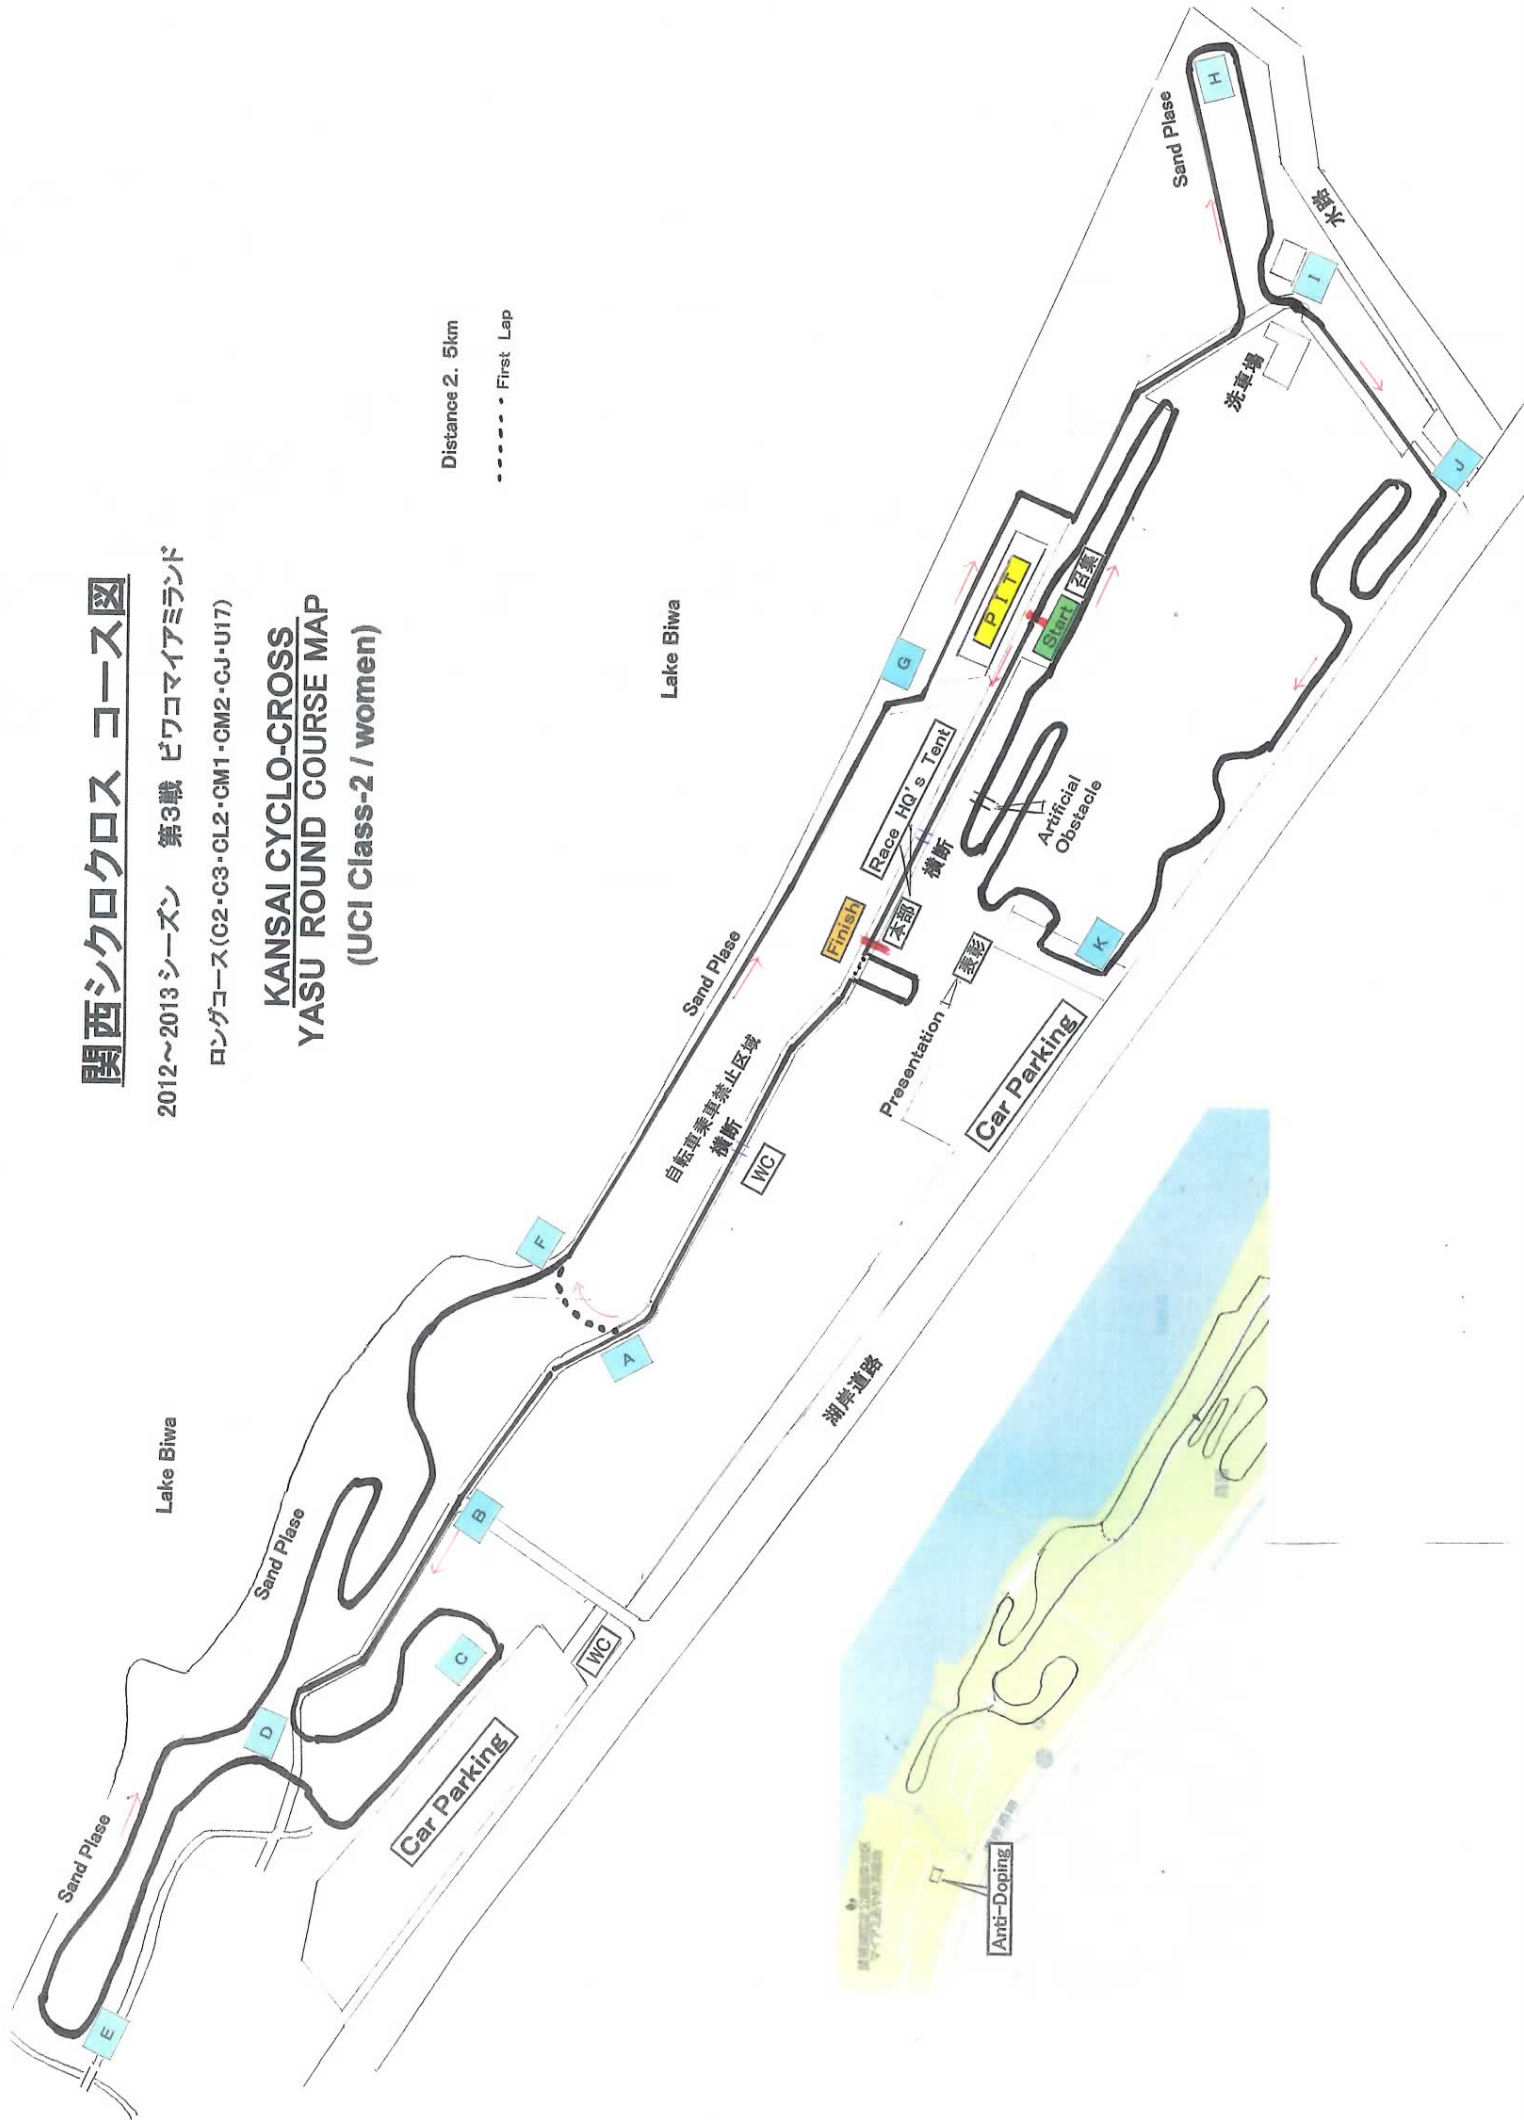 関西シクロクロス コース図
2012～2013 シーズン 第3戦 ビワコマイアミランド
ロングコース(C2・C3・CL2・CM1・CM2・CJ・U17)
KANSAI CYCLO-CROSS
YASU ROUND COURSE MAP
(UCI Class-2 / women)
Distance 2. 5km
First Lap
Lake Biwa
Lake Biwa
Sand Plase
Sand Plase
Sand Plase
Sand Plase
E
D
C
B
A
F
G
H
I
J
K
Car Parking
WC
WC
自転車乗車禁止区域
横断
Finish
本部
Race HQ's Tent
横断
PIT
Start
召集
Artificial
Obstacle
Presentation
表彰
Car Parking
湖岸道路
洗車場
水路
Anti-Doping